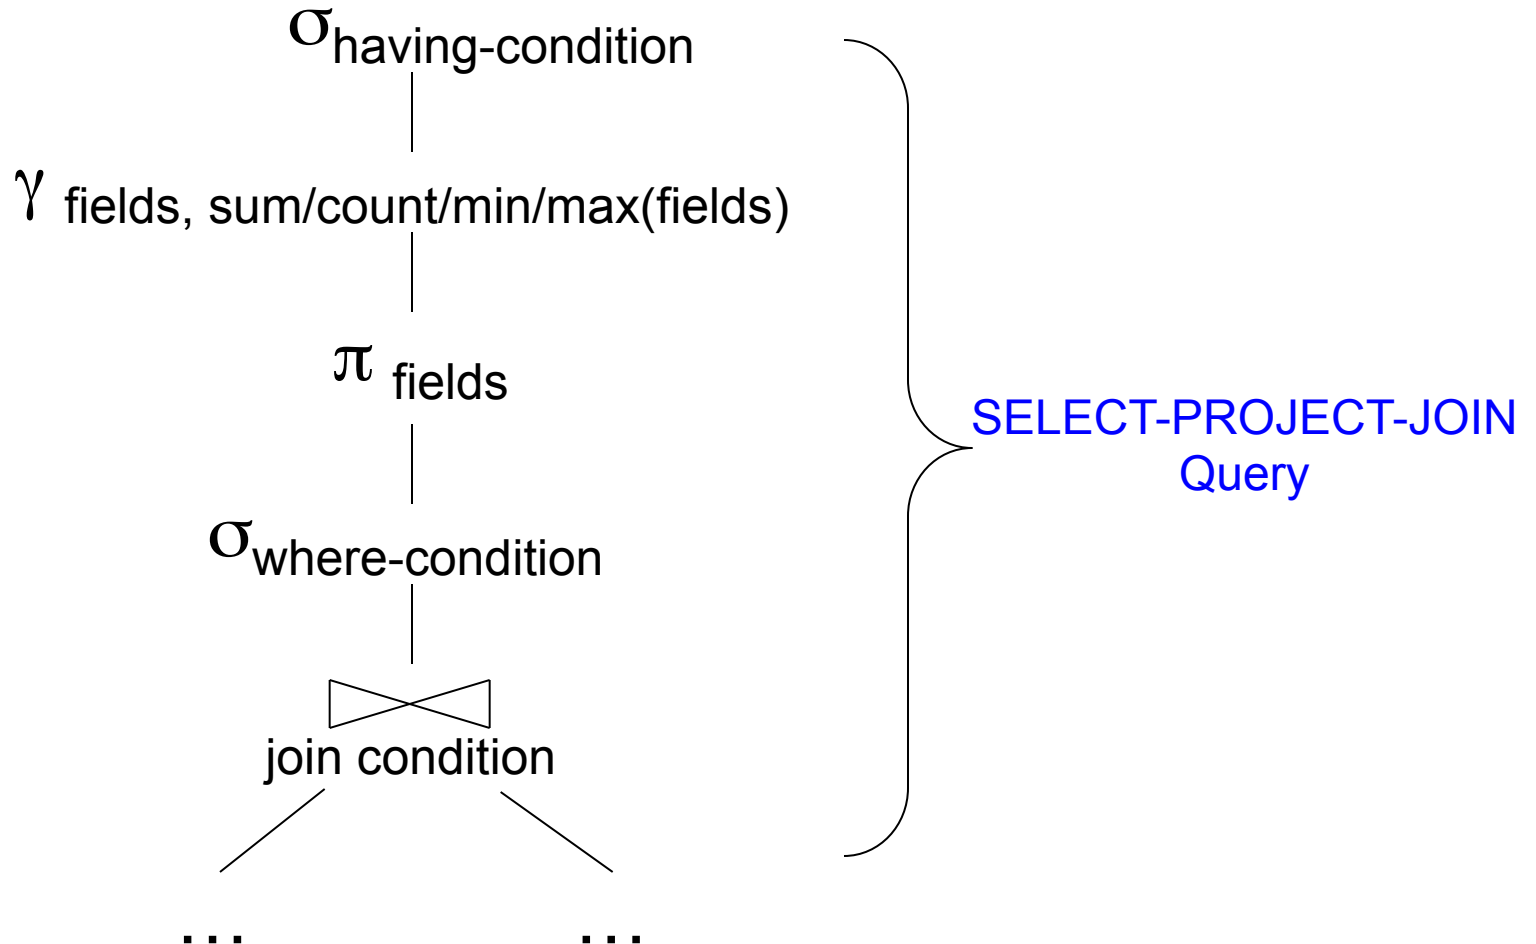 σhaving-condition
γ fields, sum/count/min/max(fields)
π fields
SELECT-PROJECT-JOIN
Query
σwhere-condition
join condition
… …